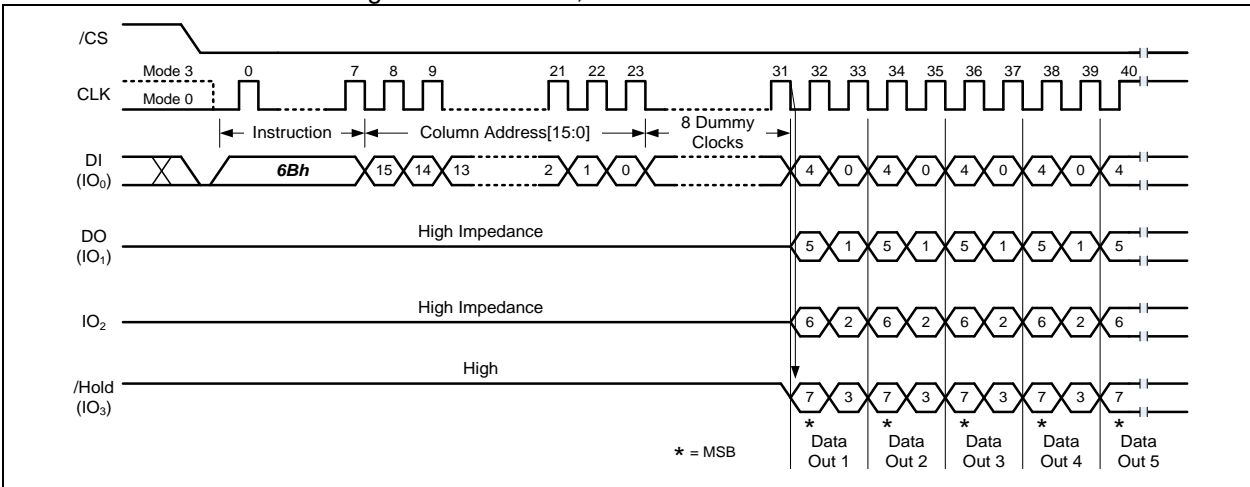 /CS
Mode 3
0 7 8 9 21 22 23 31 32 33 34 35 36 37 38 39 40
CLK
Mode 0
Instruction
Column Address[15:0]
8 Dummy
Clocks
DI
(IO₀)
6Bh 15 14 13 2 1 0 4 0 4 0 4 0 4 0 4
DO
(IO₁)
High Impedance
5 1 5 1 5 1 5 1 5
IO₂
High Impedance
6 2 6 2 6 2 6 2 6
/Hold
(IO₃)
High
7 3 7 3 7 3 7 3 7
* * * * *
* = MSB
Data
Out 1
Data
Out 2
Data
Out 3
Data
Out 4
Data
Out 5